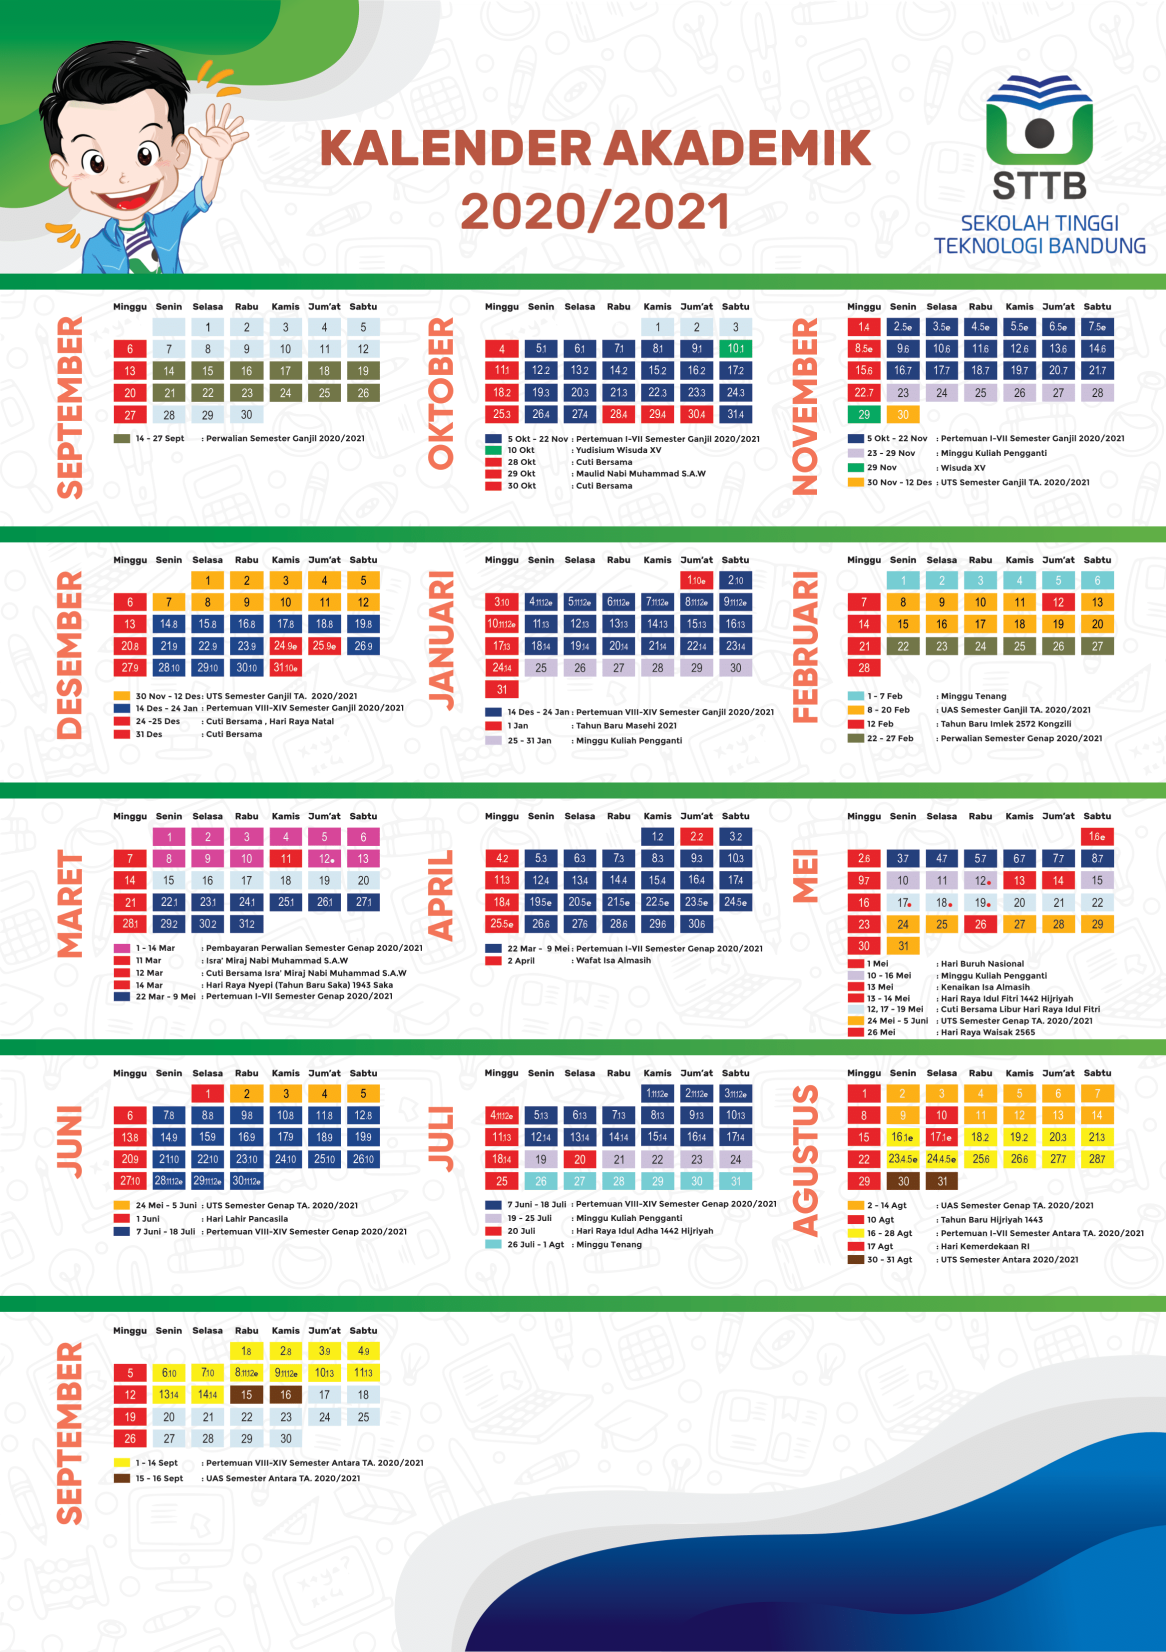 KALENDER AKADEMIK
2020/2021
STTB
SEKOLAH TINGGI
TEKNOLOGI BANDUNG
SEPTEMBER
Minggu Senin Selasa Rabu Kamis Jum'at Sabtu
1 2 3 4 5
6 7 8 9 10 11 12
13 14 15 16 17 18 19
20 21 22 23 24 25 26
27 28 29 30
14 - 27 Sept : Perwalian Semester Ganjil 2020/2021
OKTOBER
Minggu Senin Selasa Rabu Kamis Jum'at Sabtu
1 2 3
4 5.1 6.1 7.1 8.1 9.1 10.1
11.1 12.2 13.2 14.2 15.2 16.2 17.2
18.2 19.3 20.3 21.3 22.3 23.3 24.3
25.3 26.4 27.4 28.4 29.4 30.4 31.4
5 Okt - 22 Nov : Pertemuan I-VII Semester Ganjil 2020/2021
10 Okt : Yudisium Wisuda XV
28 Okt : Cuti Bersama
29 Okt : Maulid Nabi Muhammad S.A.W
30 Okt : Cuti Bersama
NOVEMBER
Minggu Senin Selasa Rabu Kamis Jum'at Sabtu
1.4 2.5e 3.5e 4.5e 5.5e 6.5e 7.5e
8.5e 9.6 10.6 11.6 12.6 13.6 14.6
15.6 16.7 17.7 18.7 19.7 20.7 21.7
22.7 23 24 25 26 27 28
29 30
5 Okt - 22 Nov : Pertemuan I-VII Semester Ganjil 2020/2021
23 - 29 Nov : Minggu Kuliah Pengganti
29 Nov : Wisuda XV
30 Nov - 12 Des : UTS Semester Ganjil TA. 2020/2021
DESEMBER
Minggu Senin Selasa Rabu Kamis Jum'at Sabtu
1 2 3 4 5
6 7 8 9 10 11 12
13 14.8 15.8 16.8 17.8 18.8 19.8
20.8 21.9 22.9 23.9 24.9e 25.9e 26.9
27.9 28.10 29.10 30.10 31.10e
30 Nov - 12 Des: UTS Semester Ganjil TA. 2020/2021
14 Des - 24 Jan : Pertemuan VIII-XIV Semester Ganjil 2020/2021
24 -25 Des : Cuti Bersama , Hari Raya Natal
31 Des : Cuti Bersama
JANUARI
Minggu Senin Selasa Rabu Kamis Jum'at Sabtu
1.10e 2.10
3.10 4.11.12e 5.11.12e 6.11.12e 7.11.12e 8.11.12e 9.11.12e
10.11.12e 11.13 12.13 13.13 14.13 15.13 16.13
17.13 18.14 19.14 20.14 21.14 22.14 23.14
24.14 25 26 27 28 29 30
31
14 Des - 24 Jan : Pertemuan VIII-XIV Semester Ganjil 2020/2021
1 Jan : Tahun Baru Masehi 2021
25 - 31 Jan : Minggu Kuliah Pengganti
FEBRUARI
Minggu Senin Selasa Rabu Kamis Jum'at Sabtu
1 2 3 4 5 6
7 8 9 10 11 12 13
14 15 16 17 18 19 20
21 22 23 24 25 26 27
28
1 - 7 Feb : Minggu Tenang
8 - 20 Feb : UAS Semester Ganjil TA. 2020/2021
12 Feb : Tahun Baru Imlek 2572 Kongzili
22 - 27 Feb : Perwalian Semester Genap 2020/2021
MARET
Minggu Senin Selasa Rabu Kamis Jum'at Sabtu
1 2 3 4 5 6
7 8 9 10 11 12. 13
14 15 16 17 18 19 20
21 22.1 23.1 24.1 25.1 26.1 27.1
28.1 29.2 30.2 31.2
1 - 14 Mar : Pembayaran Perwalian Semester Genap 2020/2021
11 Mar : Isra' Miraj Nabi Muhammad S.A.W
12 Mar : Cuti Bersama Isra' Miraj Nabi Muhammad S.A.W
14 Mar : Hari Raya Nyepi (Tahun Baru Saka) 1943 Saka
22 Mar - 9 Mei : Pertemuan I-VII Semester Genap 2020/2021
APRIL
Minggu Senin Selasa Rabu Kamis Jum'at Sabtu
1.2 2.2 3.2
4.2 5.3 6.3 7.3 8.3 9.3 10.3
11.3 12.4 13.4 14.4 15.4 16.4 17.4
18.4 19.5e 20.5e 21.5e 22.5e 23.5e 24.5e
25.5e 26.6 27.6 28.6 29.6 30.6
22 Mar - 9 Mei : Pertemuan I-VII Semester Genap 2020/2021
2 April : Wafat Isa Almasih
MEI
Minggu Senin Selasa Rabu Kamis Jum'at Sabtu
1.6e
2.6 3.7 4.7 5.7 6.7 7.7 8.7
9.7 10 11 12. 13 14 15
16 17. 18. 19. 20 21 22
23 24 25 26 27 28 29
30 31
1 Mei : Hari Buruh Nasional
10 - 16 Mei : Minggu Kuliah Pengganti
13 Mei : Kenaikan Isa Almasih
13 - 14 Mei : Hari Raya Idul Fitri 1442 Hijriyah
12, 17 - 19 Mei : Cuti Bersama Libur Hari Raya Idul Fitri
24 Mei - 5 Juni : UTS Semester Genap TA. 2020/2021
26 Mei : Hari Raya Waisak 2565
JUNI
Minggu Senin Selasa Rabu Kamis Jum'at Sabtu
1 2 3 4 5
6 7.8 8.8 9.8 10.8 11.8 12.8
13.8 14.9 15.9 16.9 17.9 18.9 19.9
20.9 21.10 22.10 23.10 24.10 25.10 26.10
27.10 28.11.12e 29.11.12e 30.11.12e
24 Mei - 5 Juni : UTS Semester Genap TA. 2020/2021
1 Juni : Hari Lahir Pancasila
7 Juni - 18 Juli : Pertemuan VIII-XIV Semester Genap 2020/2021
JULI
Minggu Senin Selasa Rabu Kamis Jum'at Sabtu
1.11.12e 2.11.12e 3.11.12e
4.11.12e 5.13 6.13 7.13 8.13 9.13 10.13
11.13 12.14 13.14 14.14 15.14 16.14 17.14
18.14 19 20 21 22 23 24
25 26 27 28 29 30 31
7 Juni - 18 Juli : Pertemuan VIII-XIV Semester Genap 2020/2021
19 - 25 Juli : Minggu Kuliah Pengganti
20 Juli : Hari Raya Idul Adha 1442 Hijriyah
26 Juli - 1 Agt : Minggu Tenang
AGUSTUS
Minggu Senin Selasa Rabu Kamis Jum'at Sabtu
1 2 3 4 5 6 7
8 9 10 11 12 13 14
15 16.1e 17.1e 18.2 19.2 20.3 21.3
22 23.4.5e 24.4.5e 25.6 26.6 27.7 28.7
29 30 31
2 - 14 Agt : UAS Semester Genap TA. 2020/2021
10 Agt : Tahun Baru Hijriyah 1443
16 - 28 Agt : Pertemuan I-VII Semester Antara TA. 2020/2021
17 Agt : Hari Kemerdekaan RI
30 - 31 Agt : UTS Semester Antara 2020/2021
SEPTEMBER
Minggu Senin Selasa Rabu Kamis Jum'at Sabtu
1.8 2.8 3.9 4.9
5 6.10 7.10 8.11.12e 9.11.12e 10.13 11.13
12 13.14 14.14 15 16 17 18
19 20 21 22 23 24 25
26 27 28 29 30
1 - 14 Sept : Pertemuan VIII-XIV Semester Antara TA. 2020/2021
15 - 16 Sept : UAS Semester Antara TA. 2020/2021